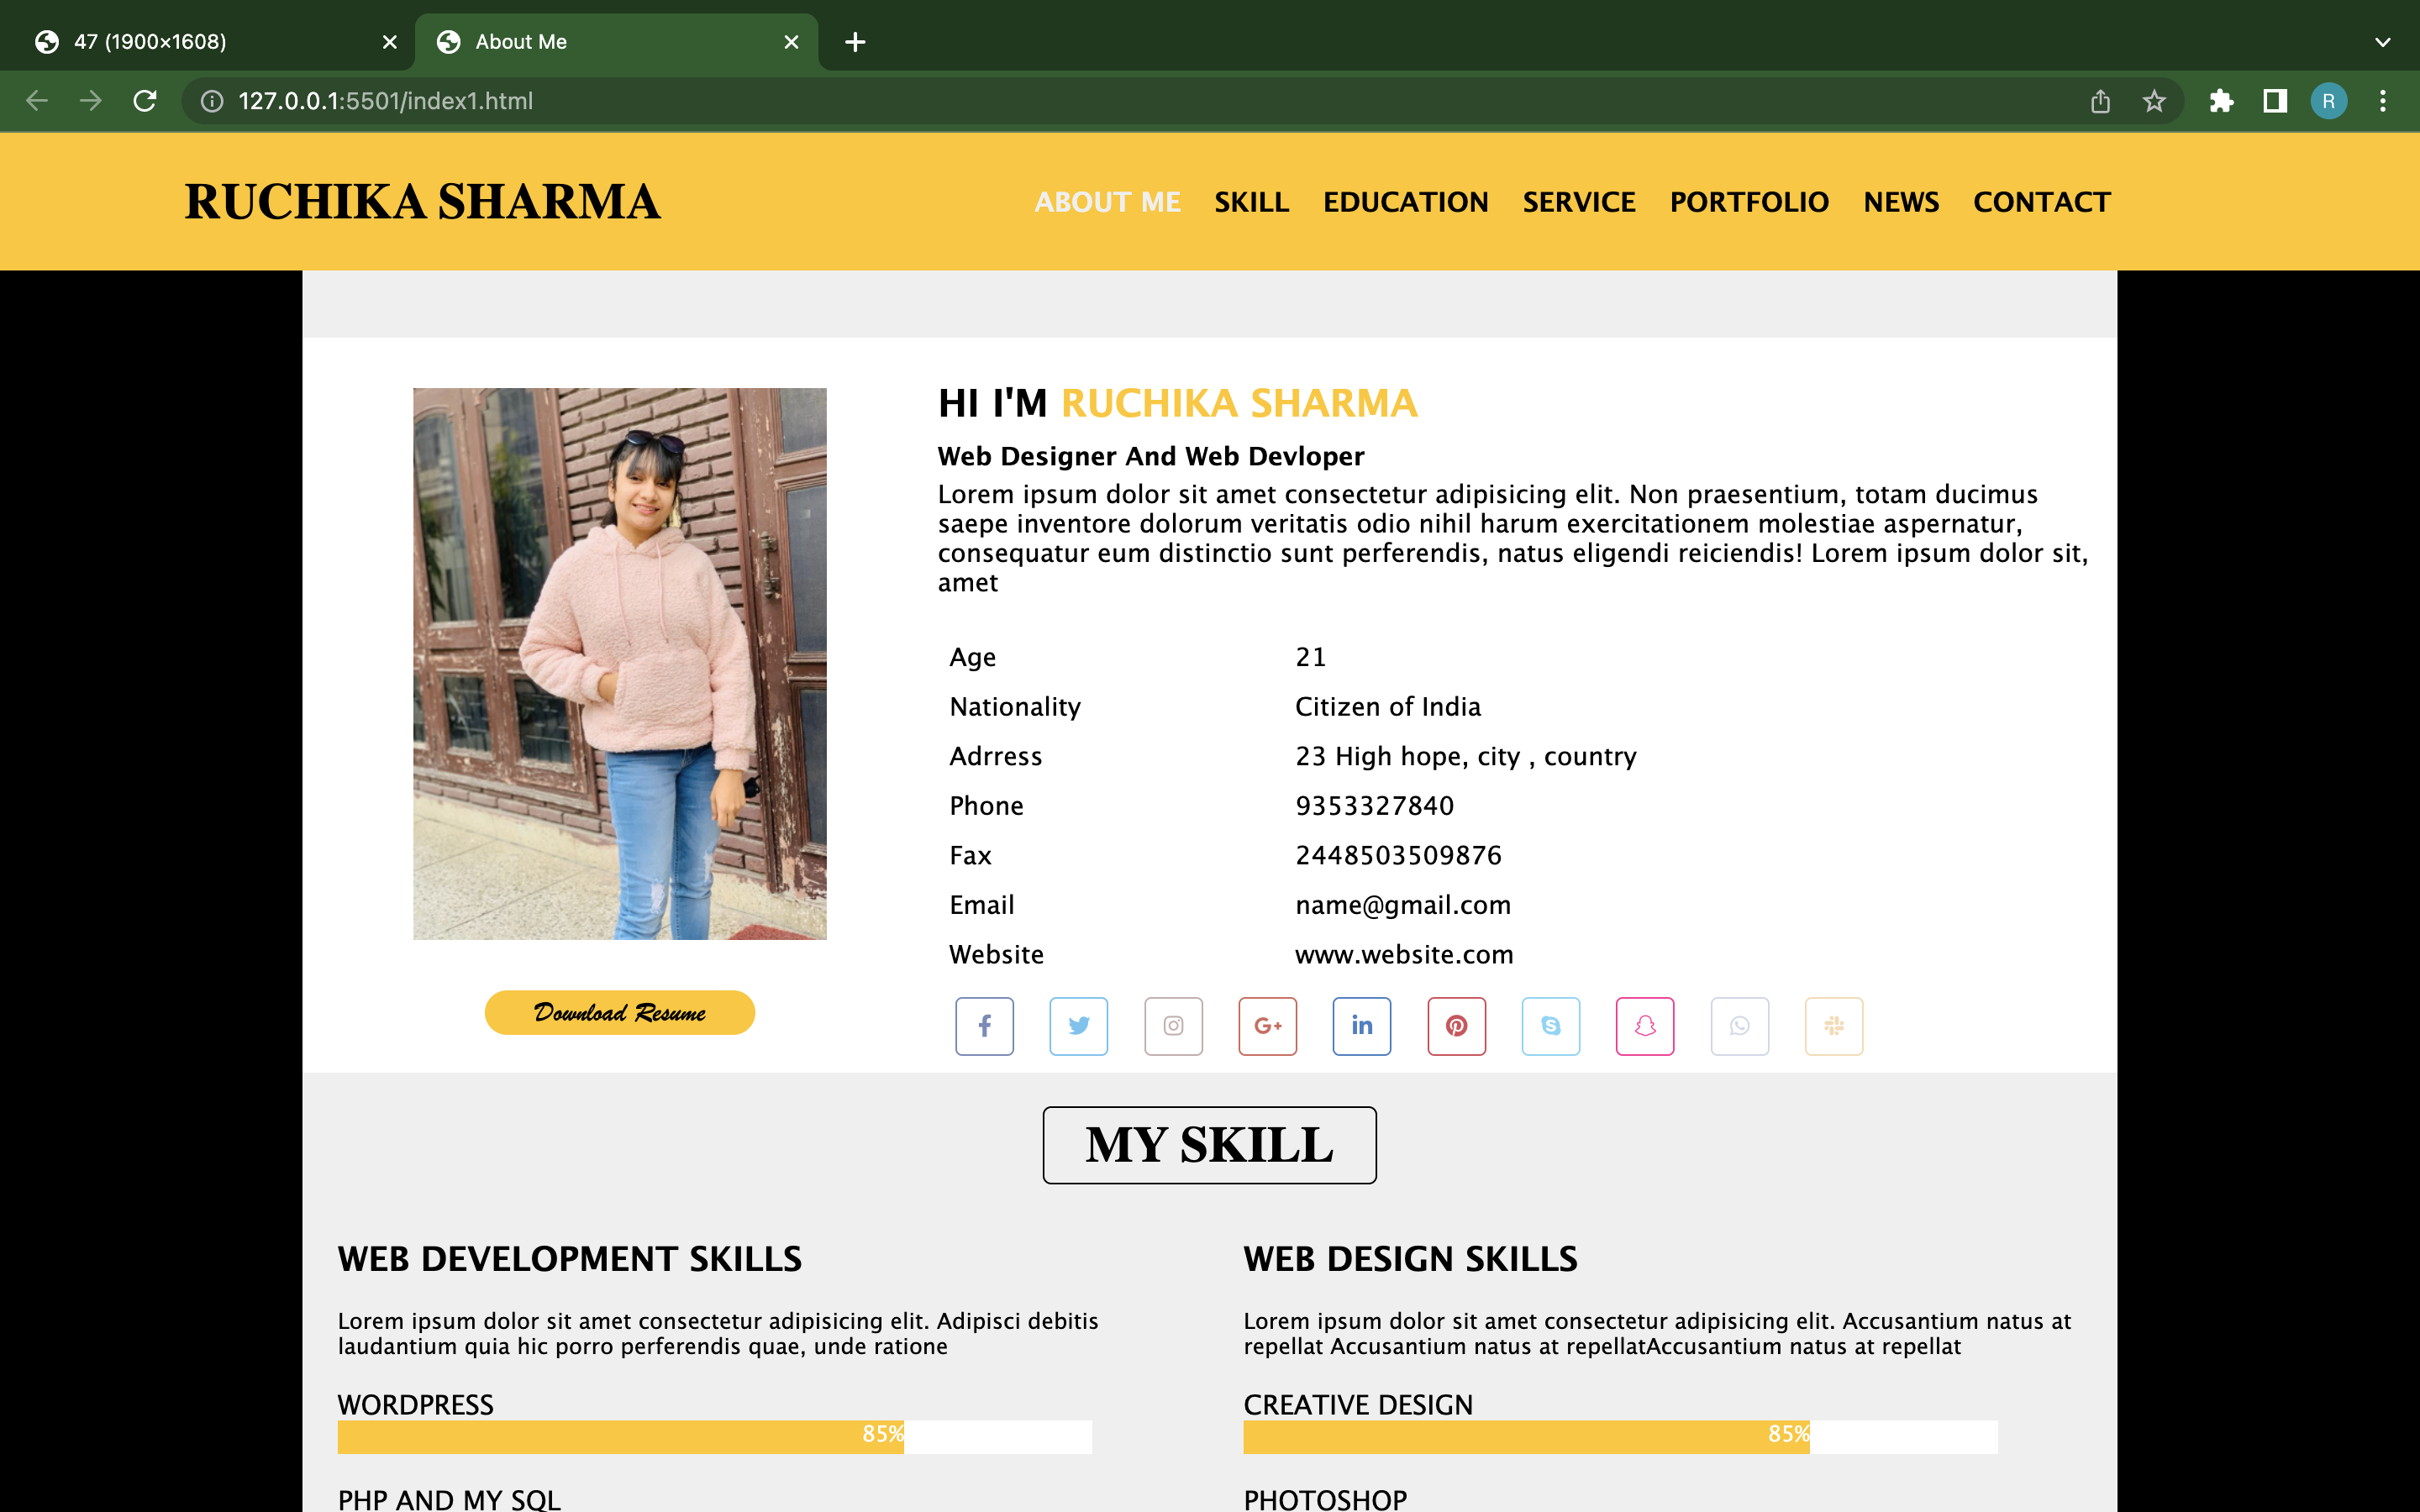 47 (1900×1608)
About Me
127.0.0.1:5501/index1.html
R
RUCHIKA SHARMA
ABOUT ME SKILL EDUCATION SERVICE PORTFOLIO NEWS CONTACT
HI I'M RUCHIKA SHARMA
Web Designer And Web Devloper
Lorem ipsum dolor sit amet consectetur adipisicing elit. Non praesentium, totam ducimus
saepe inventore dolorum veritatis odio nihil harum exercitationem molestiae aspernatur,
consequatur eum distinctio sunt perferendis, natus eligendi reiciendis! Lorem ipsum dolor sit,
amet
Age 21
Nationality Citizen of India
Adrress 23 High hope, city , country
Phone 9353327840
Fax 2448503509876
Email name@gmail.com
Website www.website.com
Download Resume
MY SKILL
WEB DEVELOPMENT SKILLS
Lorem ipsum dolor sit amet consectetur adipisicing elit. Adipisci debitis
laudantium quia hic porro perferendis quae, unde ratione
WORDPRESS
85%
PHP AND MY SQL
WEB DESIGN SKILLS
Lorem ipsum dolor sit amet consectetur adipisicing elit. Accusantium natus at
repellat Accusantium natus at repellatAccusantium natus at repellat
CREATIVE DESIGN
85%
PHOTOSHOP